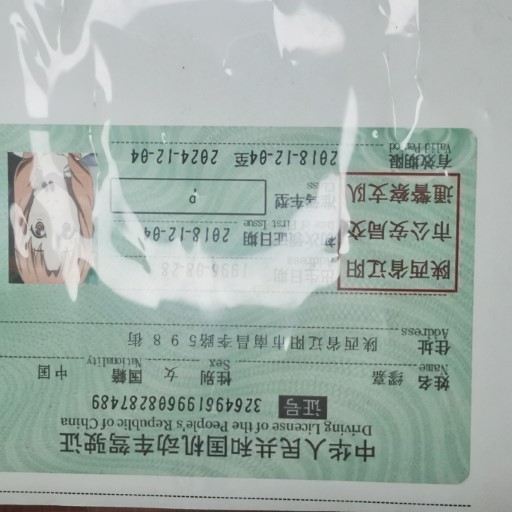 中华人民共和国机动车驾驶证
Driving License of the People's Republic of China
证号 326496199608287489
姓名 缪嘉 性别 女 国籍 中国
Name Sex Nationality
住址 陕西省辽阳市南昌李路598街
Address
陕西省辽阳
市公安局交
通警察支队
出生日期 1996-08-28
初次领证日期 2018-12-04
Date of First Issue
准驾车型
Class
有效期限 2018-12-04至 2024-12-04
Valid Period